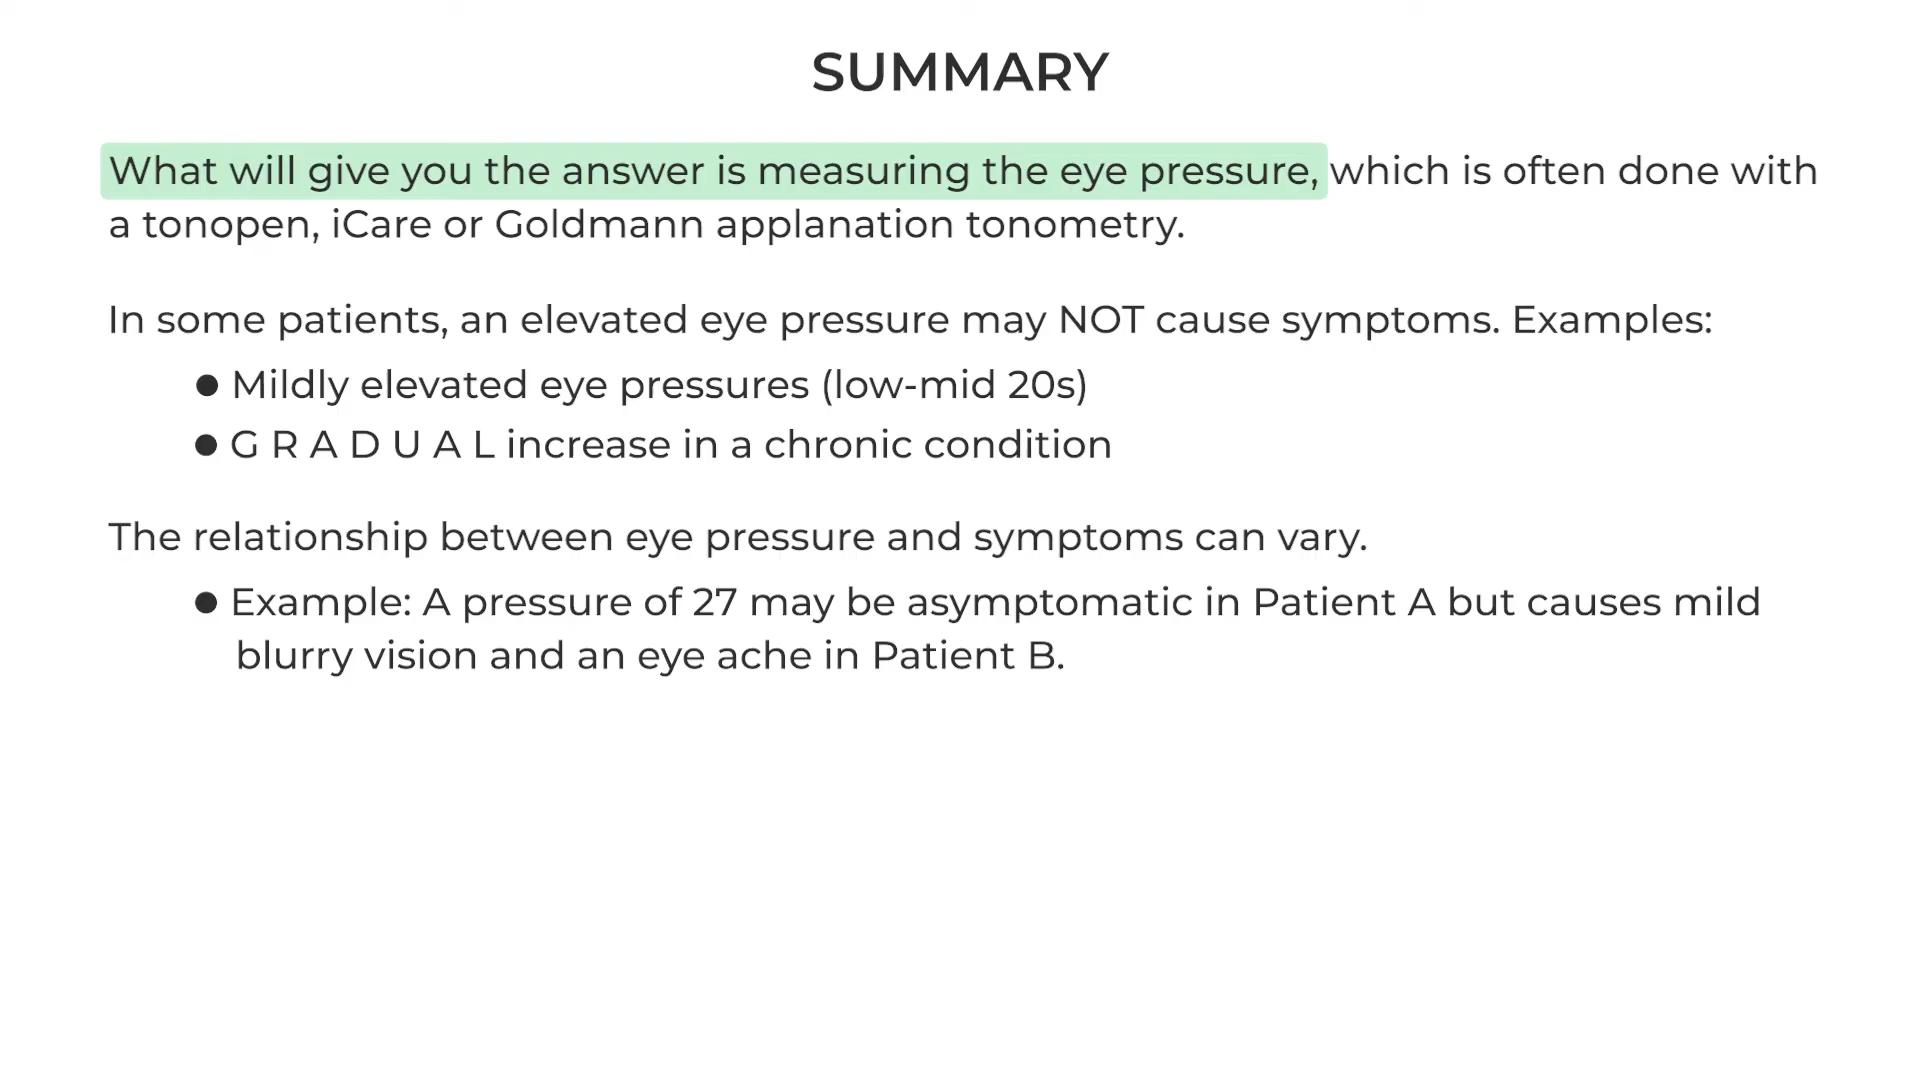 SUMMARY
What will give you the answer is measuring the eye pressure, which is often done with
a tonopen, iCare or Goldmann applanation tonometry.
In some patients, an elevated eye pressure may NOT cause symptoms. Examples:
● Mildly elevated eye pressures (low-mid 20s)
● G R A D U A L increase in a chronic condition
The relationship between eye pressure and symptoms can vary.
● Example: A pressure of 27 may be asymptomatic in Patient A but causes mild
blurry vision and an eye ache in Patient B.